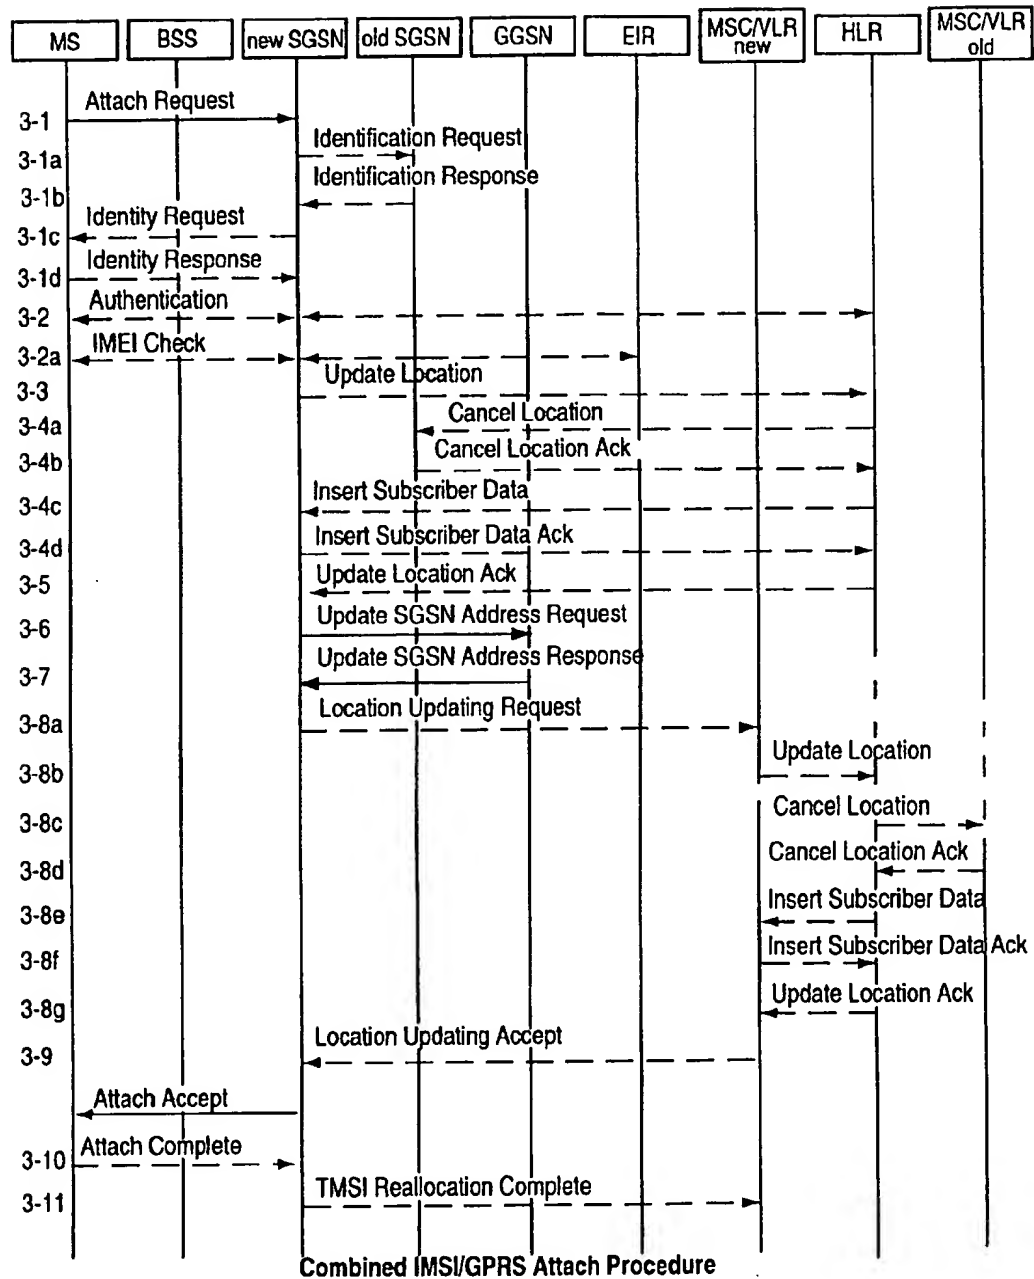 MS BSS new SGSN old SGSN GGSN EIR MSC/VLR new HLR MSC/VLR old
Attach Request
3-1
Identification Request
3-1a
Identification Response
3-1b
Identity Request
3-1c
Identity Response
3-1d
Authentication
3-2
IMEI Check
3-2a
Update Location
3-3
Cancel Location
3-4a
Cancel Location Ack
3-4b
Insert Subscriber Data
3-4c
Insert Subscriber Data Ack
3-4d
Update Location Ack
3-5
Update SGSN Address Request
3-6
Update SGSN Address Response
3-7
Location Updating Request
3-8a
Update Location
3-8b
Cancel Location
3-8c
Cancel Location Ack
3-8d
Insert Subscriber Data
3-8e
Insert Subscriber Data Ack
3-8f
Update Location Ack
3-8g
Location Updating Accept
3-9
Attach Accept
Attach Complete
3-10
TMSI Reallocation Complete
3-11
Combined IMSI/GPRS Attach Procedure